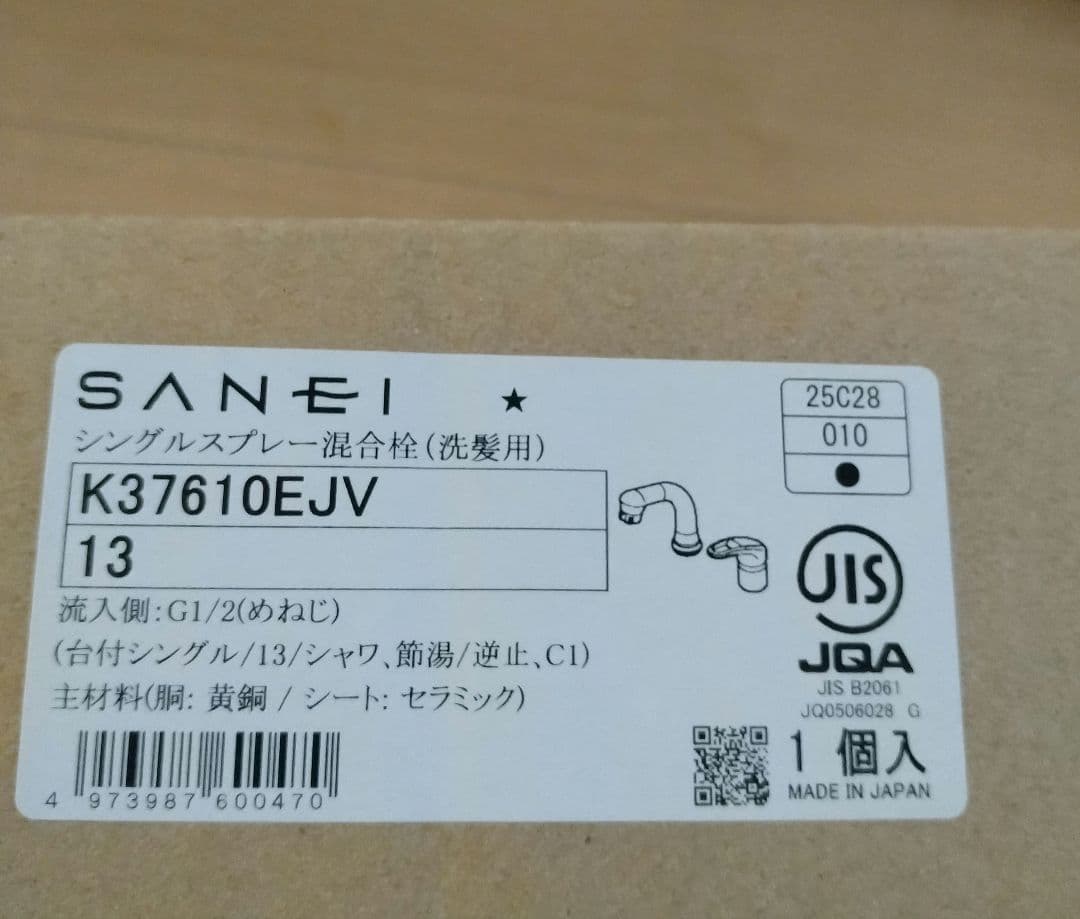 SANEI ★
シングルスプレー混合栓(洗髪用)
K37610EJV
13
流入側:G1/2(めねじ)
(台付シングル/13/シャワ、節湯/逆止、C1)
主材料(胴: 黄銅 / シート: セラミック)
4 973987 600470
25C28
010
●
JIS
JQA
JIS B2061
JQ0506028 G
1 個入
MADE IN JAPAN